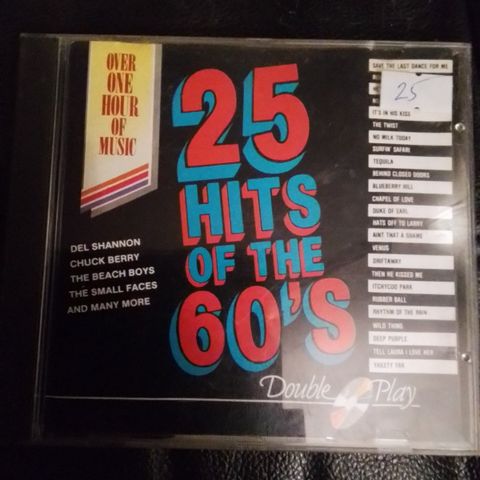 OVER
ONE
HOUR
OF
MUSIC
25
HITS
OF THE
60'S
DEL SHANNON
CHUCK BERRY
THE BEACH BOYS
THE SMALL FACES
AND MANY MORE
SAVE THE LAST DANCE FOR ME
25
IT'S IN HIS KISS
THE TWIST
NO MILK TODAY
SURFIN' SAFARI
TEQUILA
BEHIND CLOSED DOORS
BLUEBERRY HILL
CHAPEL OF LOVE
DUKE OF EARL
HATS OFF TO LARRY
AINT THAT A SHAME
VENUS
DRIFTAWAY
THEN HE KISSED ME
ITCHYCOO PARK
RUBBER BALL
RHYTHM OF THE RAIN
WILD THING
DEEP PURPLE
TELL LAURA I LOVE HER
YAKETY YAK
Double Play